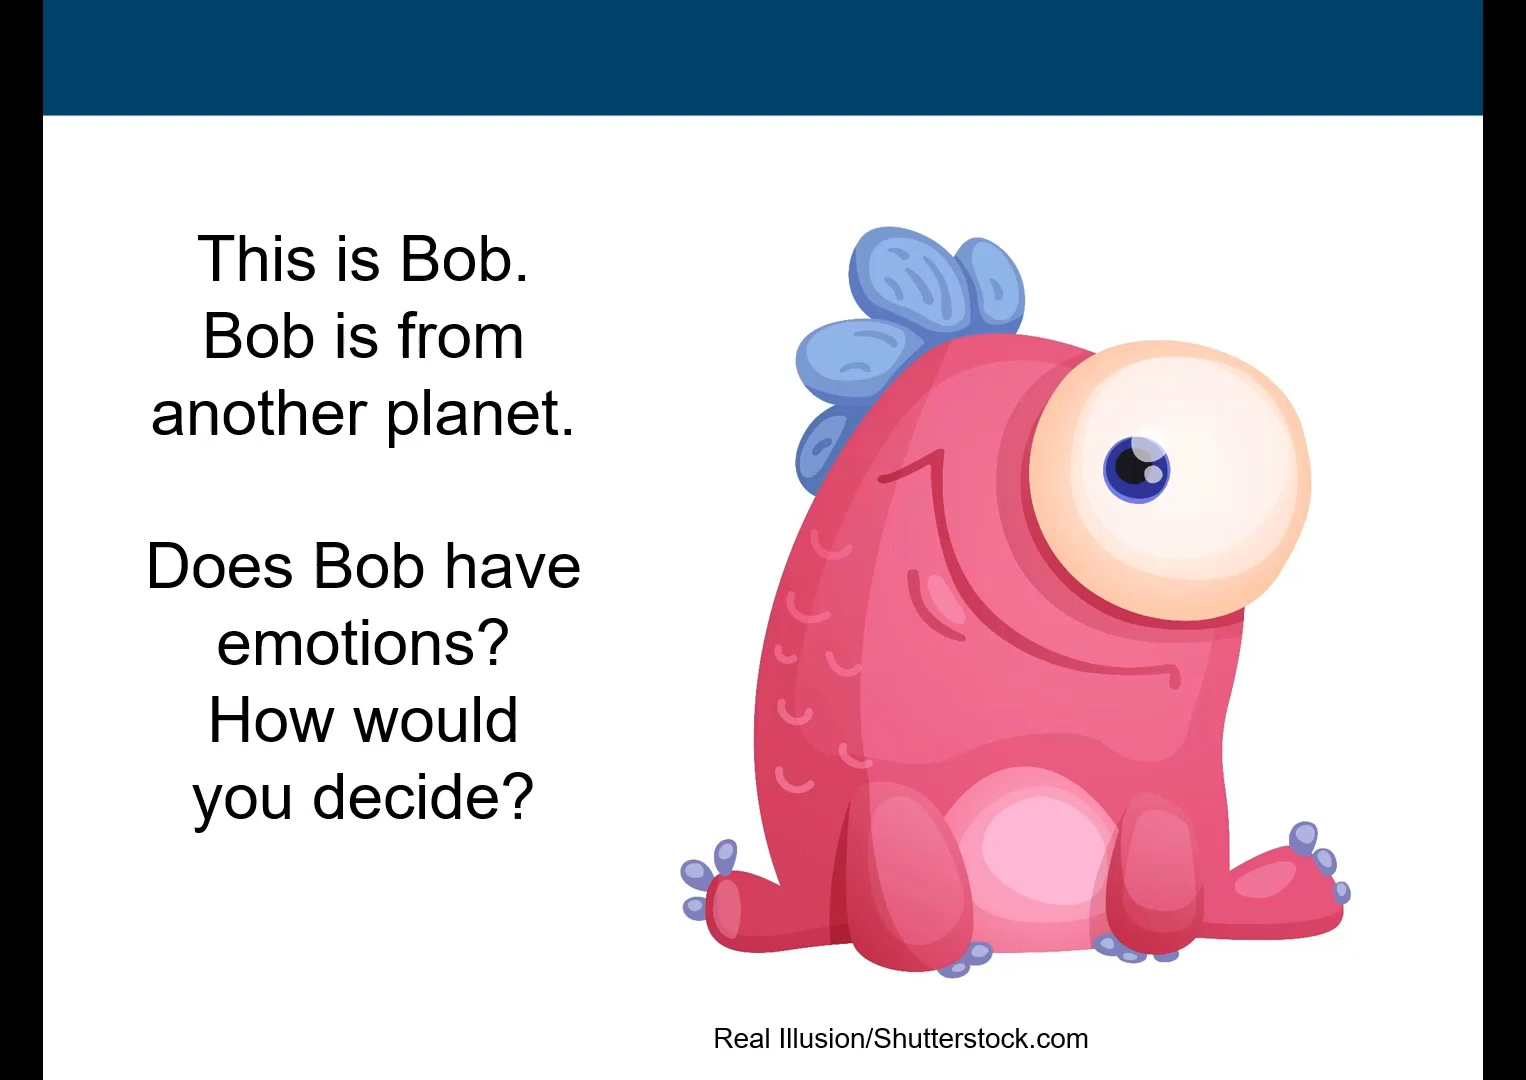 This is Bob.
Bob is from
another planet.
Does Bob have
emotions?
How would
you decide?
Real Illusion/Shutterstock.com